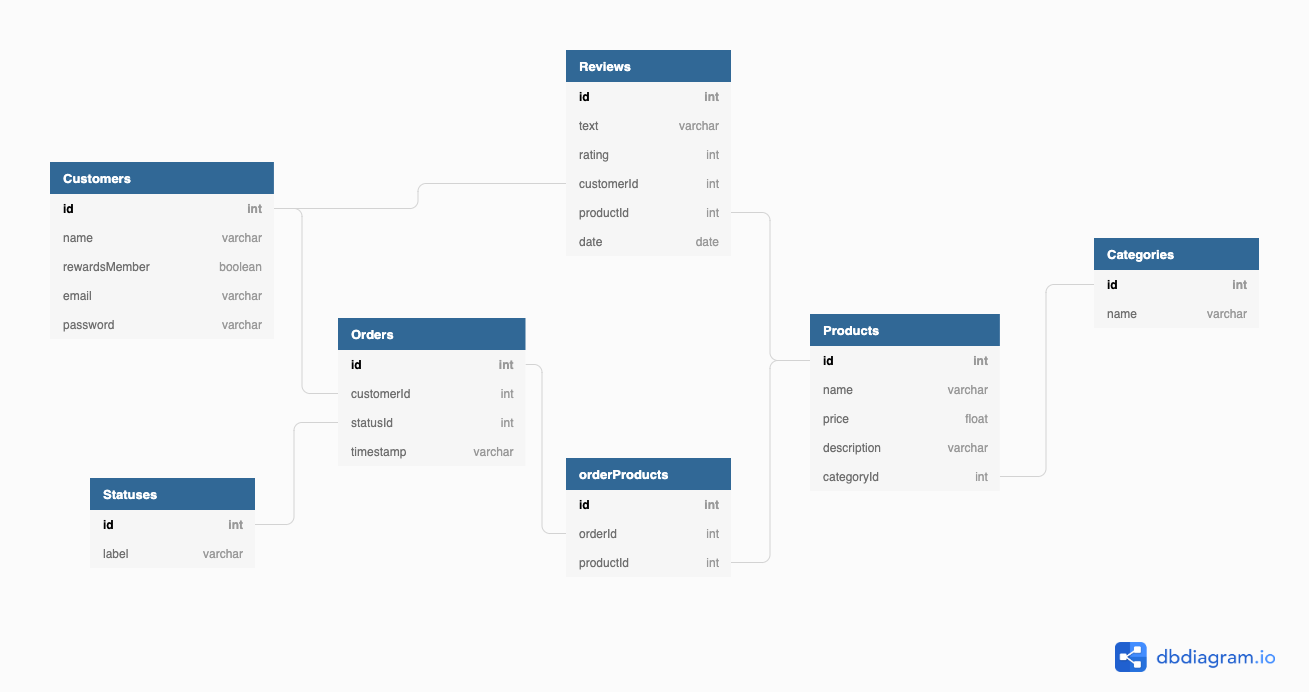 Reviews
id int
text varchar
rating int
customerId int
productId int
date date
Customers
id int
name varchar
rewardsMember boolean
email varchar
password varchar
Categories
id int
name varchar
Orders
id int
customerId int
statusId int
timestamp varchar
Products
id int
name varchar
price float
description varchar
categoryId int
Statuses
id int
label varchar
orderProducts
id int
orderId int
productId int
dbdiagram.io